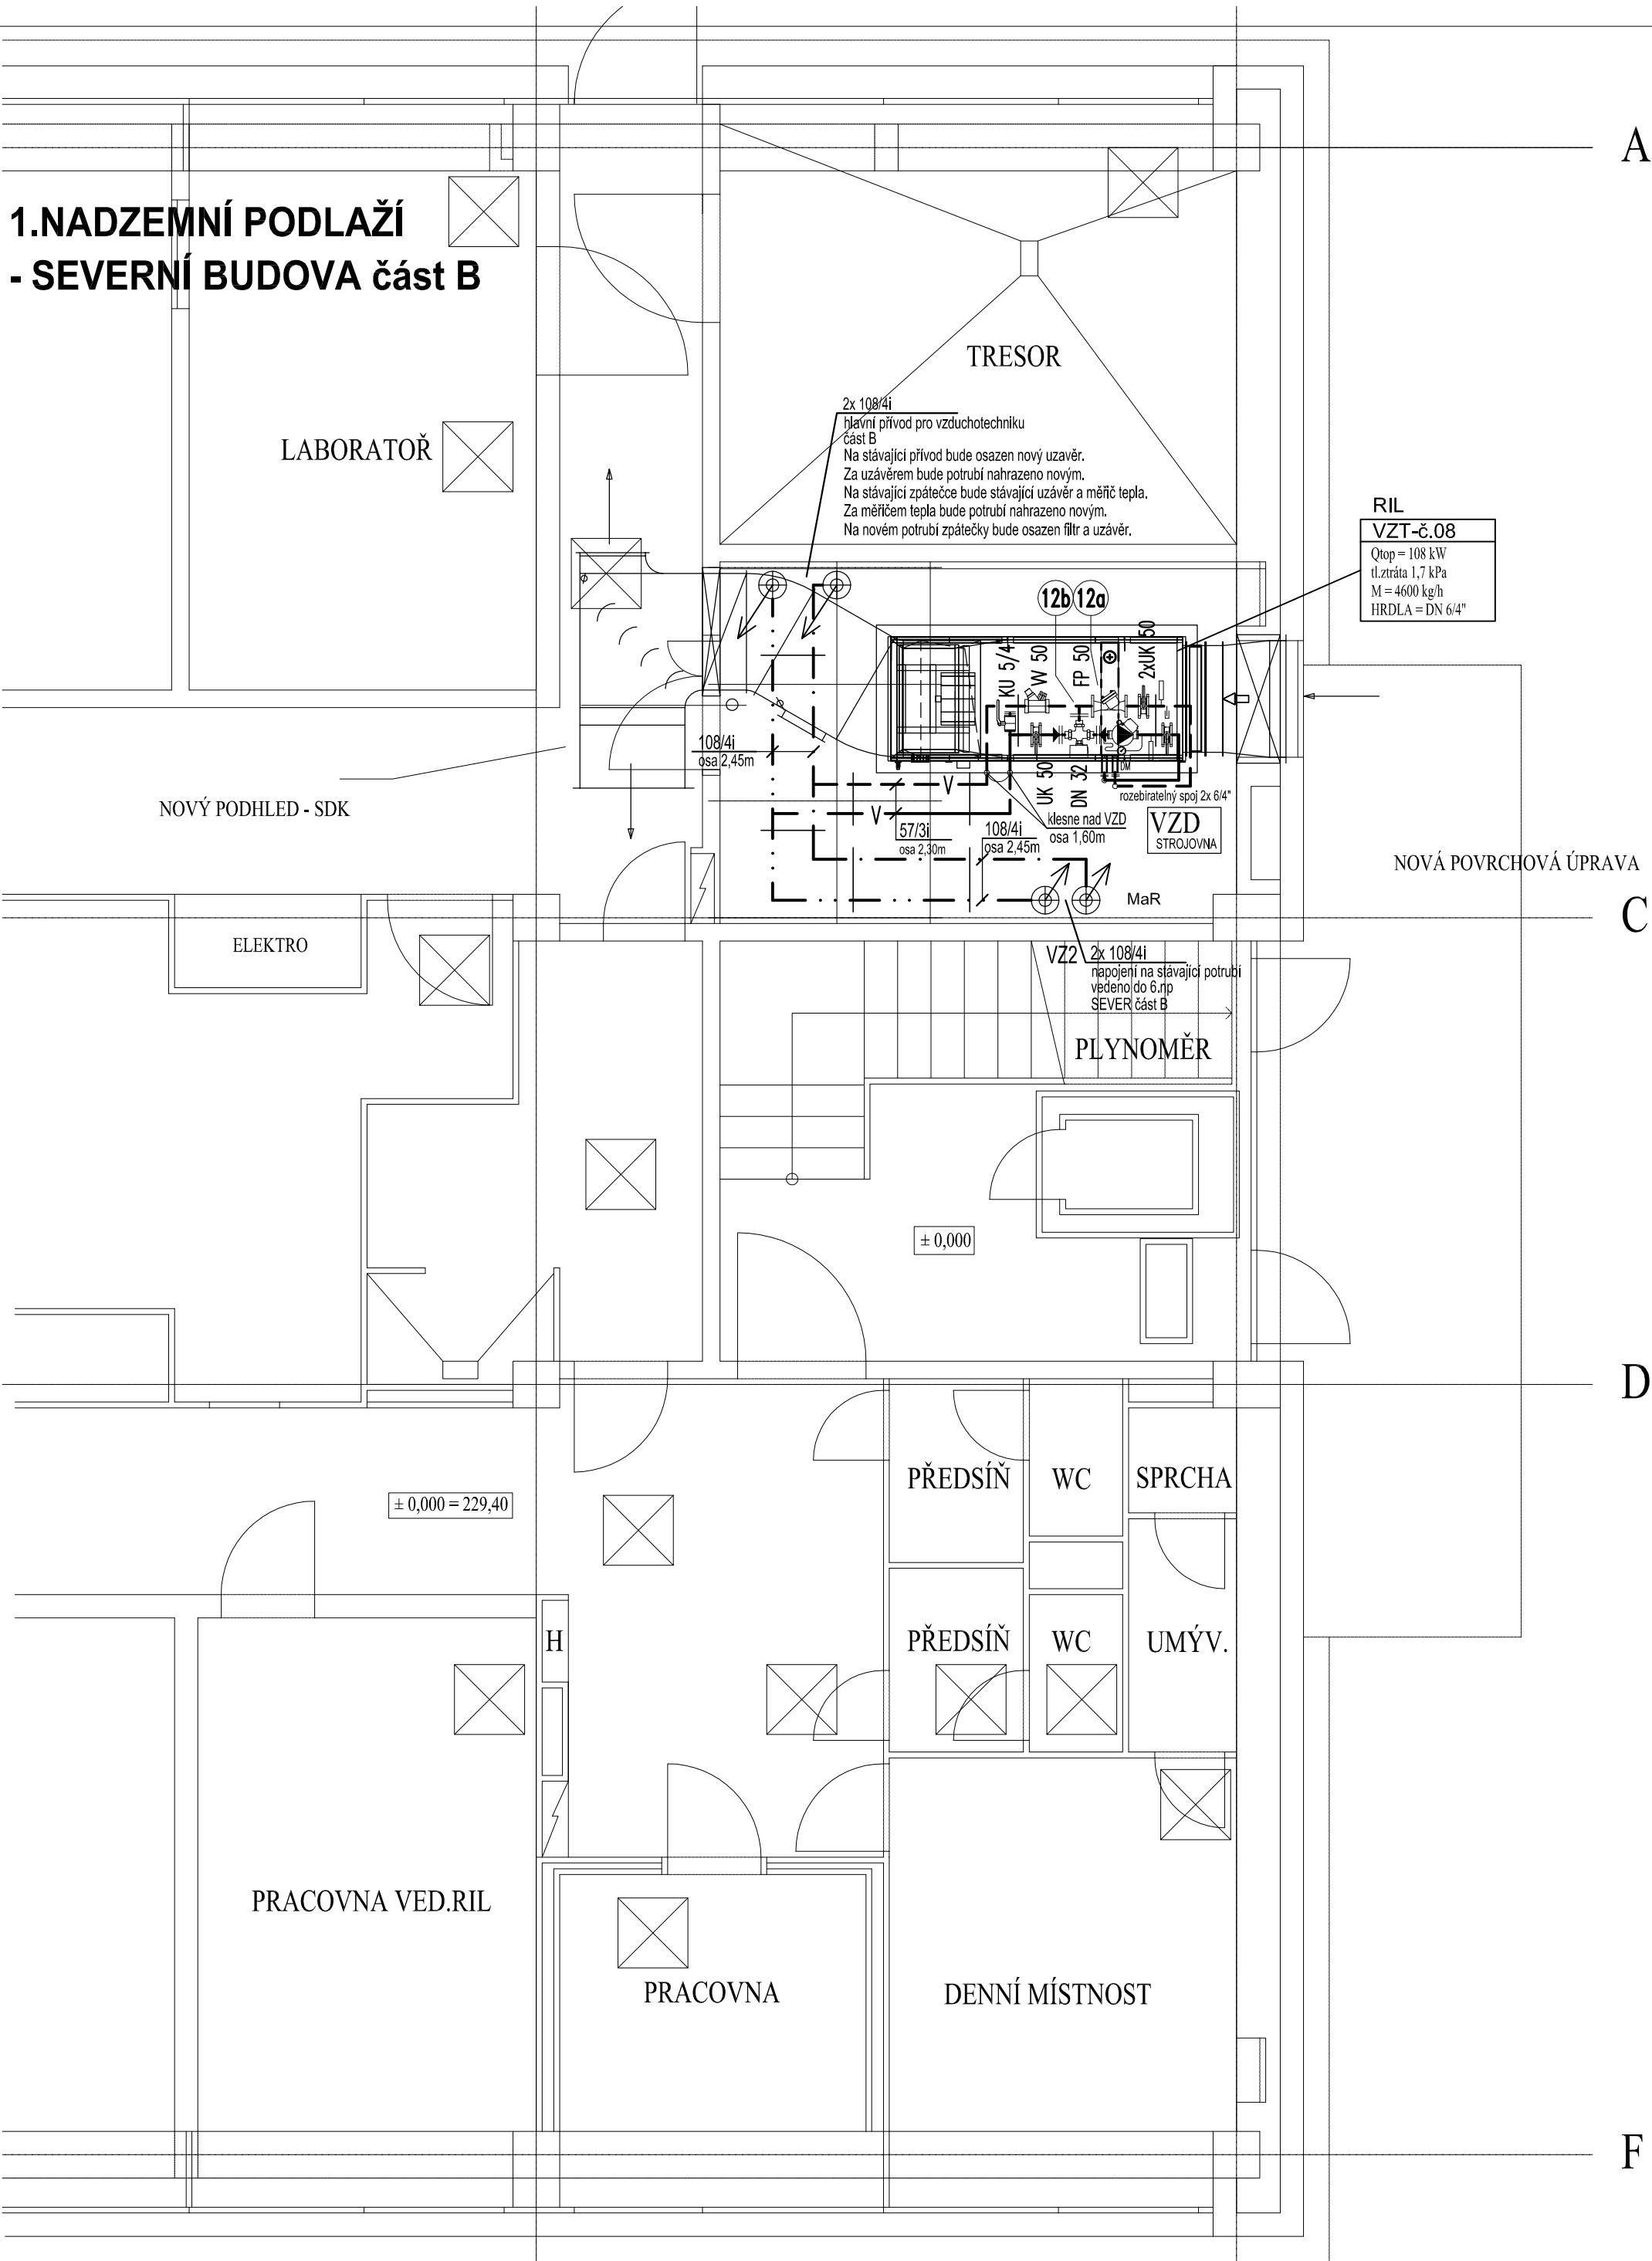 A
1.NADZEMNÍ PODLAŽÍ
- SEVERNÍ BUDOVA část B
TRESOR
LABORATOŘ
2x 108/4i
hlavní přívod pro vzduchotechniku
část B
Na stávající přívod bude osazen nový uzavěr.
Za uzávěrem bude potrubí nahrazeno novým.
Na stávající zpátečce bude stávající uzávěr a měřič tepla.
Za měřičem tepla bude potrubí nahrazeno novým.
Na novém potrubí zpátečky bude osazen filtr a uzávěr.
RIL
VZT-č.08
Qtop = 108 kW
tl.ztráta 1,7 kPa
M = 4600 kg/h
HRDLA = DN 6/4"
12b
12a
KU 5/4
W 50
FP 50
2xUK 50
108/4i
osa 2,45m
UK 50
DN 32
DM
rozebiratelný spoj 2x 6/4"
V
V
NOVÝ PODHLED - SDK
57/3i
osa 2,30m
108/4i
osa 2,45m
klesne nad VZD
osa 1,60m
VZD
STROJOVNA
NOVÁ POVRCHOVÁ ÚPRAVA
MaR
C
ELEKTRO
VZ2
2x 108/4i
napojení na stávající potrubí
vedeno do 6.np
SEVER část B
PLYNOMĚR
± 0,000
D
PŘEDSÍŇ
WC
SPRCHA
± 0,000 = 229,40
H
PŘEDSÍŇ
WC
UMÝV.
PRACOVNA VED.RIL
PRACOVNA
DENNÍ MÍSTNOST
F